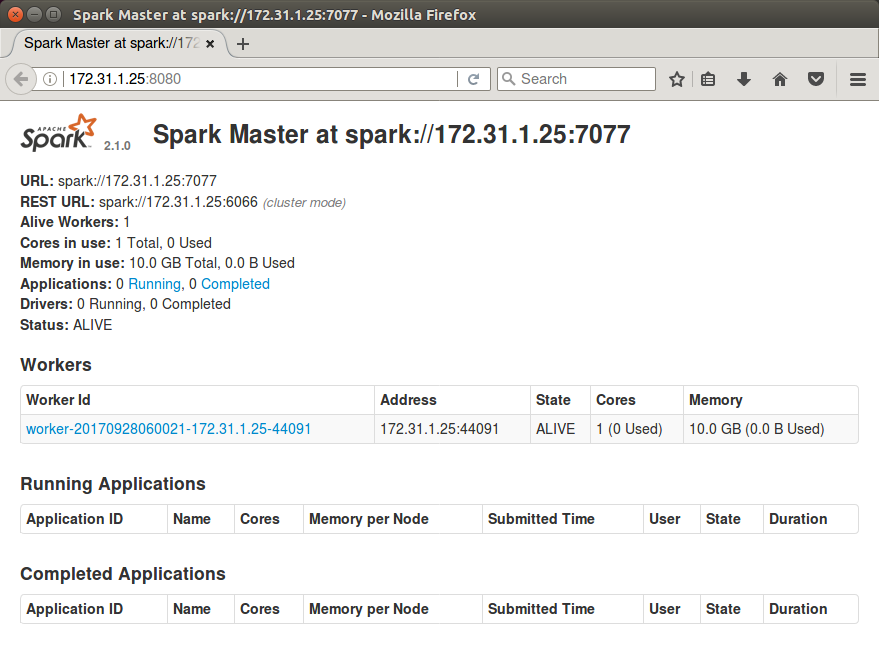 Spark Master at spark://172.31.1.25:7077 - Mozilla Firefox
Spark Master at spark://172
172.31.1.25:8080
Search
APACHE
Spark 2.1.0
Spark Master at spark://172.31.1.25:7077
URL: spark://172.31.1.25:7077
REST URL: spark://172.31.1.25:6066 (cluster mode)
Alive Workers: 1
Cores in use: 1 Total, 0 Used
Memory in use: 10.0 GB Total, 0.0 B Used
Applications: 0 Running, 0 Completed
Drivers: 0 Running, 0 Completed
Status: ALIVE
Workers
Worker Id Address State Cores Memory
worker-20170928060021-172.31.1.25-44091 172.31.1.25:44091 ALIVE 1 (0 Used) 10.0 GB (0.0 B Used)
Running Applications
Application ID Name Cores Memory per Node Submitted Time User State Duration
Completed Applications
Application ID Name Cores Memory per Node Submitted Time User State Duration